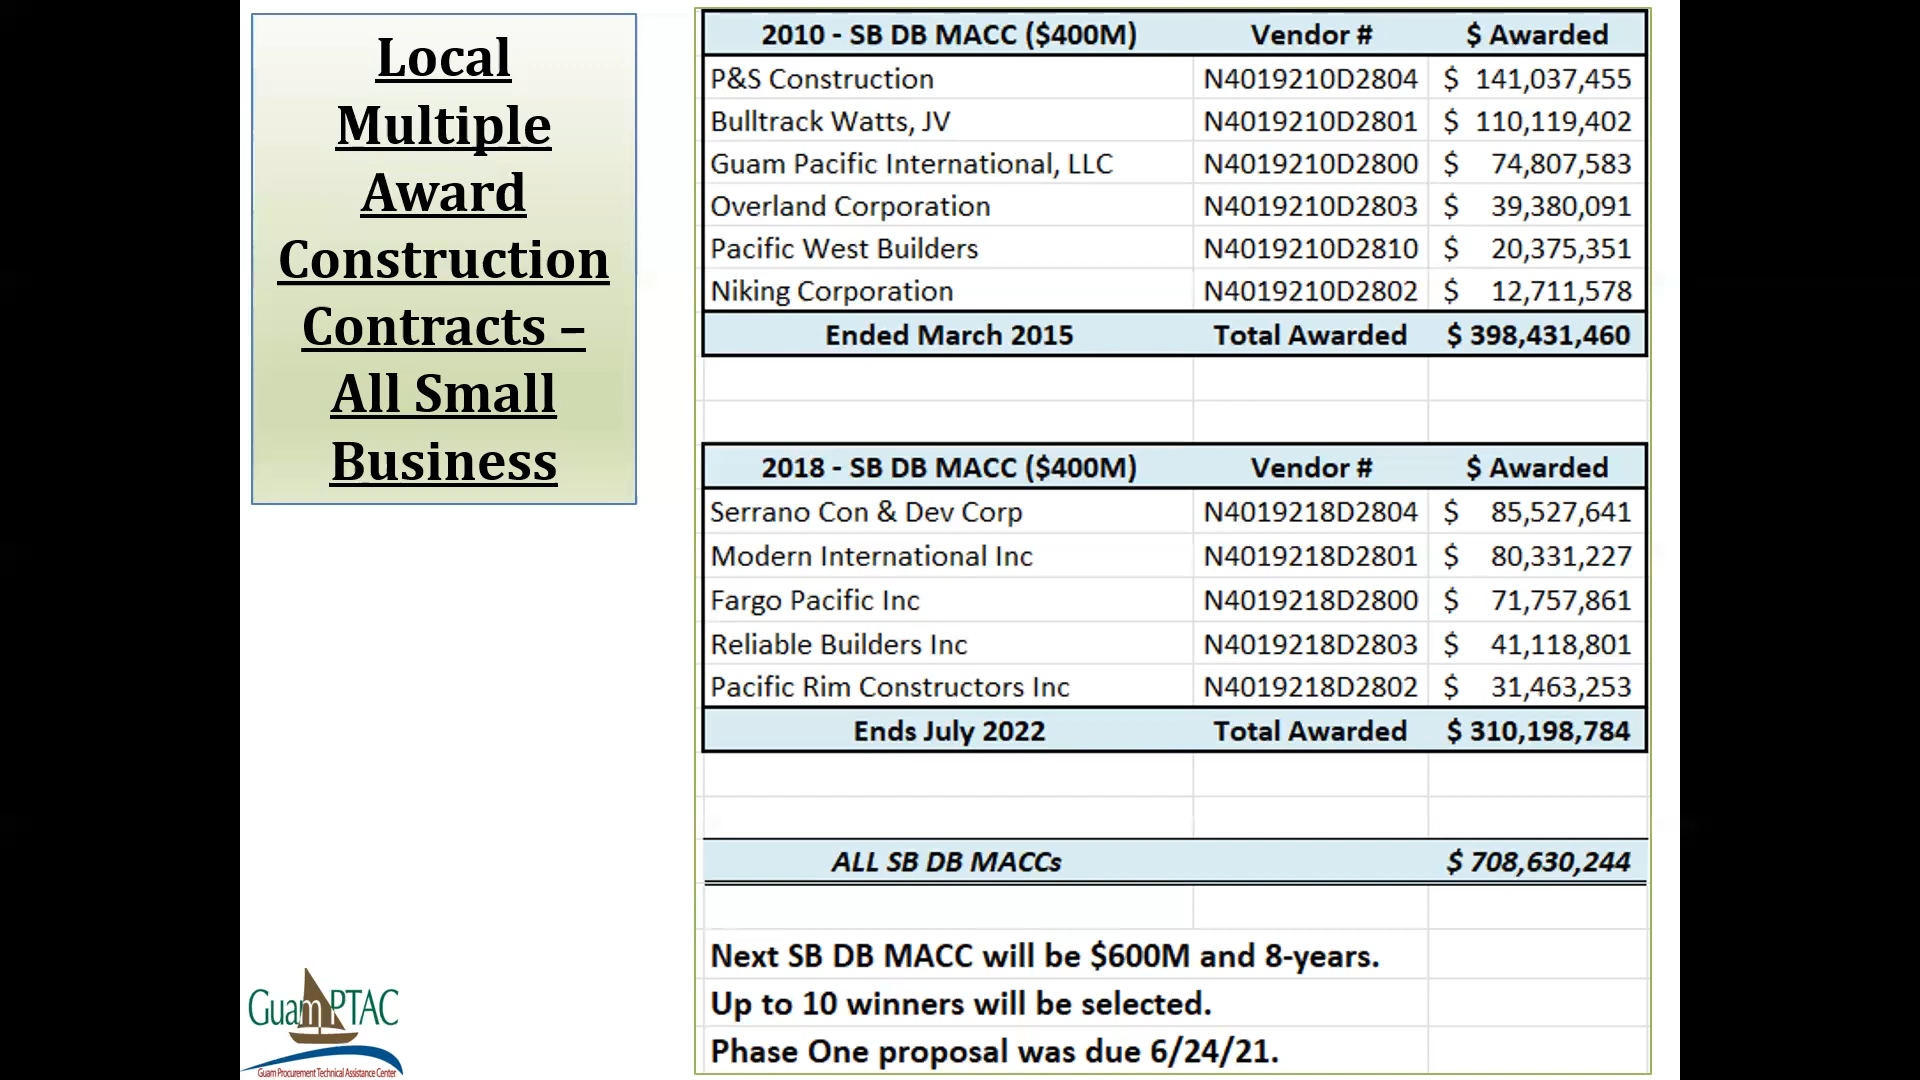 Local
Multiple
Award
Construction
Contracts –
All Small
Business
2010 - SB DB MACC ($400M) Vendor # $ Awarded
P&S Construction N4019210D2804 $ 141,037,455
Bulltrack Watts, JV N4019210D2801 $ 110,119,402
Guam Pacific International, LLC N4019210D2800 $ 74,807,583
Overland Corporation N4019210D2803 $ 39,380,091
Pacific West Builders N4019210D2810 $ 20,375,351
Niking Corporation N4019210D2802 $ 12,711,578
Ended March 2015 Total Awarded $ 398,431,460
2018 - SB DB MACC ($400M) Vendor # $ Awarded
Serrano Con & Dev Corp N4019218D2804 $ 85,527,641
Modern International Inc N4019218D2801 $ 80,331,227
Fargo Pacific Inc N4019218D2800 $ 71,757,861
Reliable Builders Inc N4019218D2803 $ 41,118,801
Pacific Rim Constructors Inc N4019218D2802 $ 31,463,253
Ends July 2022 Total Awarded $ 310,198,784
ALL SB DB MACCs $ 708,630,244
Next SB DB MACC will be $600M and 8-years.
Up to 10 winners will be selected.
Phase One proposal was due 6/24/21.
Guam PTAC
Guam Procurement Technical Assistance Center